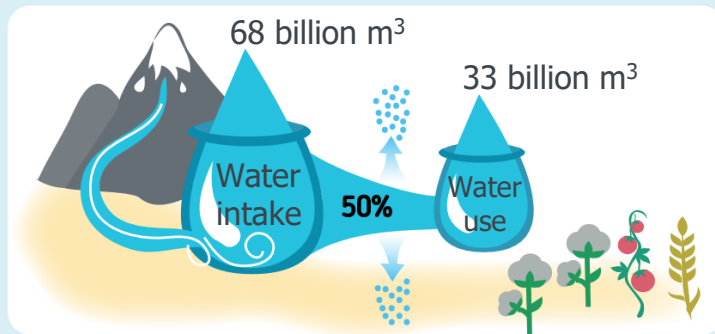 68 billion m³
33 billion m³
Water
intake
50%
Water
use